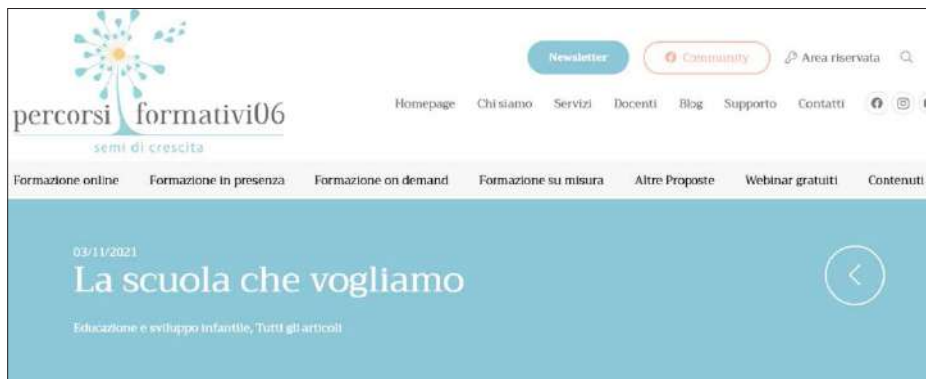 Newsletter
Community
Area riservata
percorsi formativi06
semi di crescita
Homepage Chi siamo Servizi Docenti Blog Supporto Contatti
Formazione online Formazione in presenza Formazione on demand Formazione su misura Altre Proposte Webinar gratuiti Contenuti
03/11/2021
La scuola che vogliamo
Educazione e sviluppo infantile, Tutti gli articoli